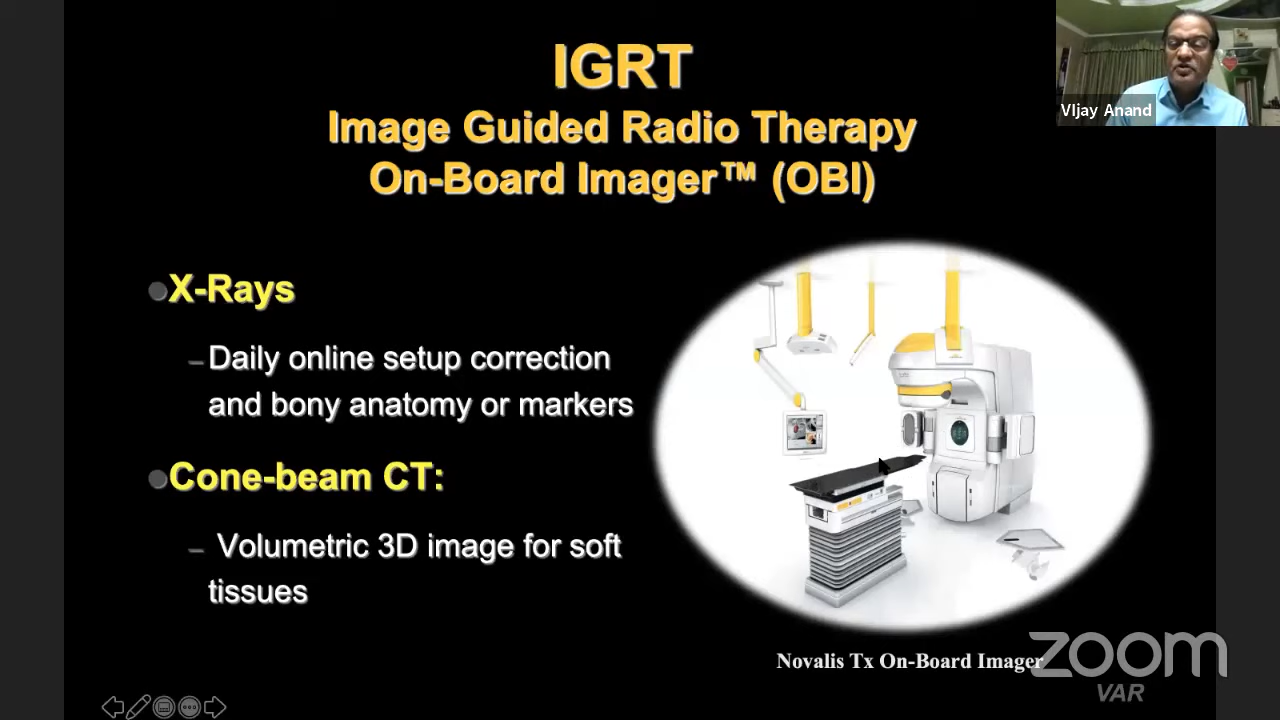 IGRT
Image Guided Radio Therapy
On-Board Imager™ (OBI)
VIjay Anand
X-Rays
– Daily online setup correction
and bony anatomy or markers
Cone-beam CT:
– Volumetric 3D image for soft
tissues
Novalis Tx On-Board Imager
zoom
VAR